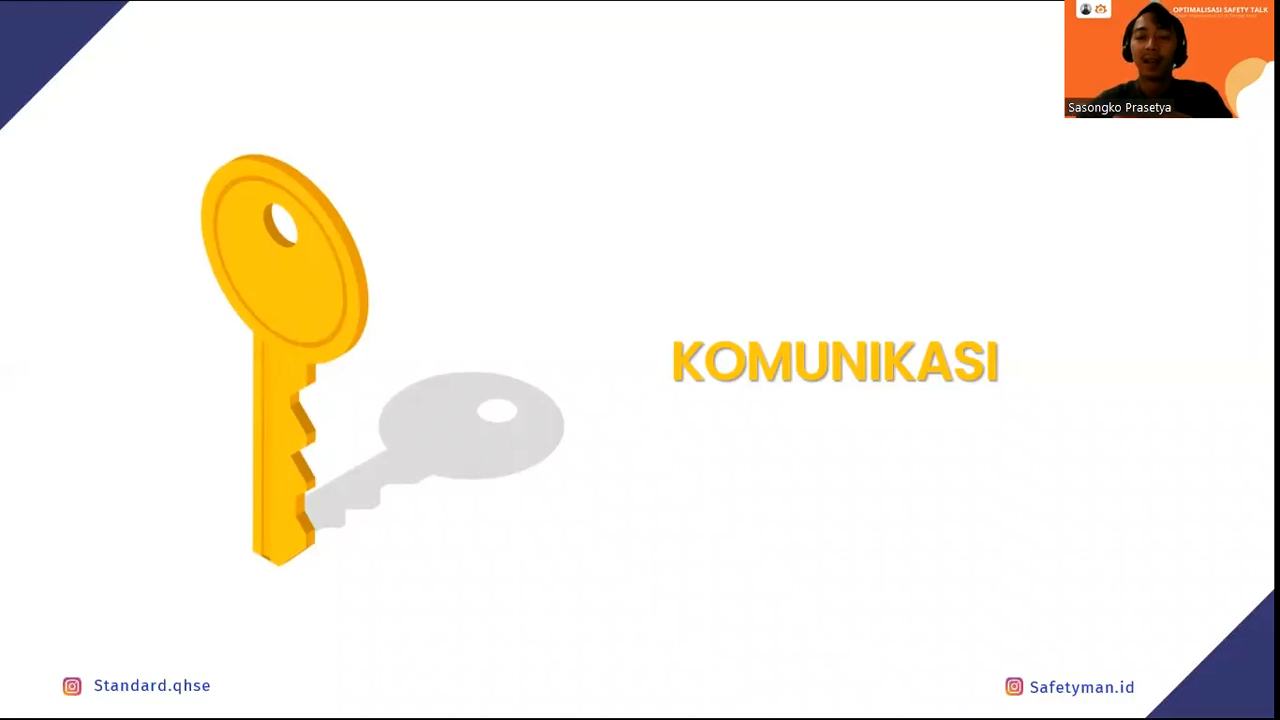 OPTIMALISASI SAFETY TALK
Sasongko Prasetya
KOMUNIKASI
Standard.qhse
Safetyman.id